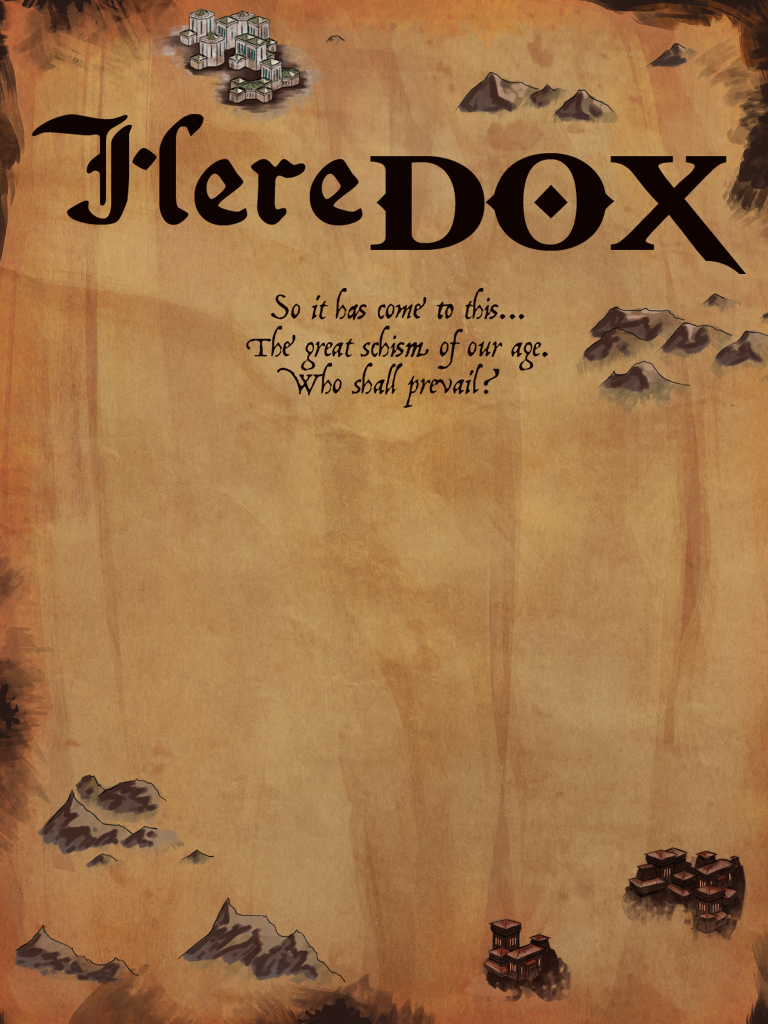 HereDOX
So it has come to this...
The great schism of our age.
Who shall prevail?